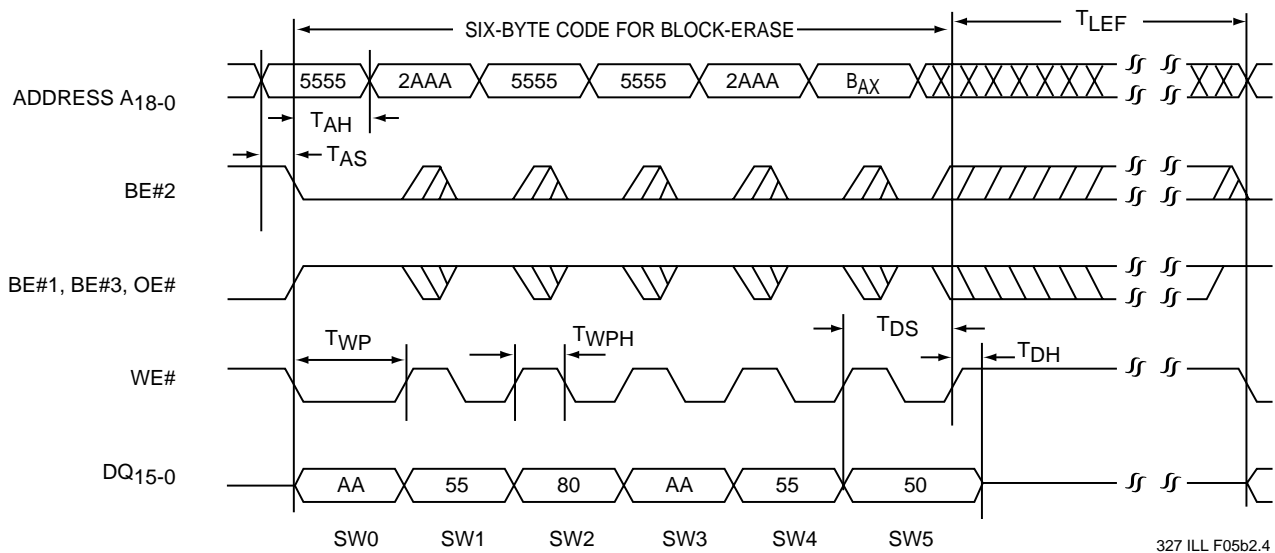 SIX-BYTE CODE FOR BLOCK-ERASE
TLEF
ADDRESS A18-0
5555 2AAA 5555 5555 2AAA BAX
TAH
TAS
BE#2
BE#1, BE#3, OE#
TWP TWPH TDS
TDH
WE#
DQ15-0
AA 55 80 AA 55 50
SW0 SW1 SW2 SW3 SW4 SW5
327 ILL F05b2.4